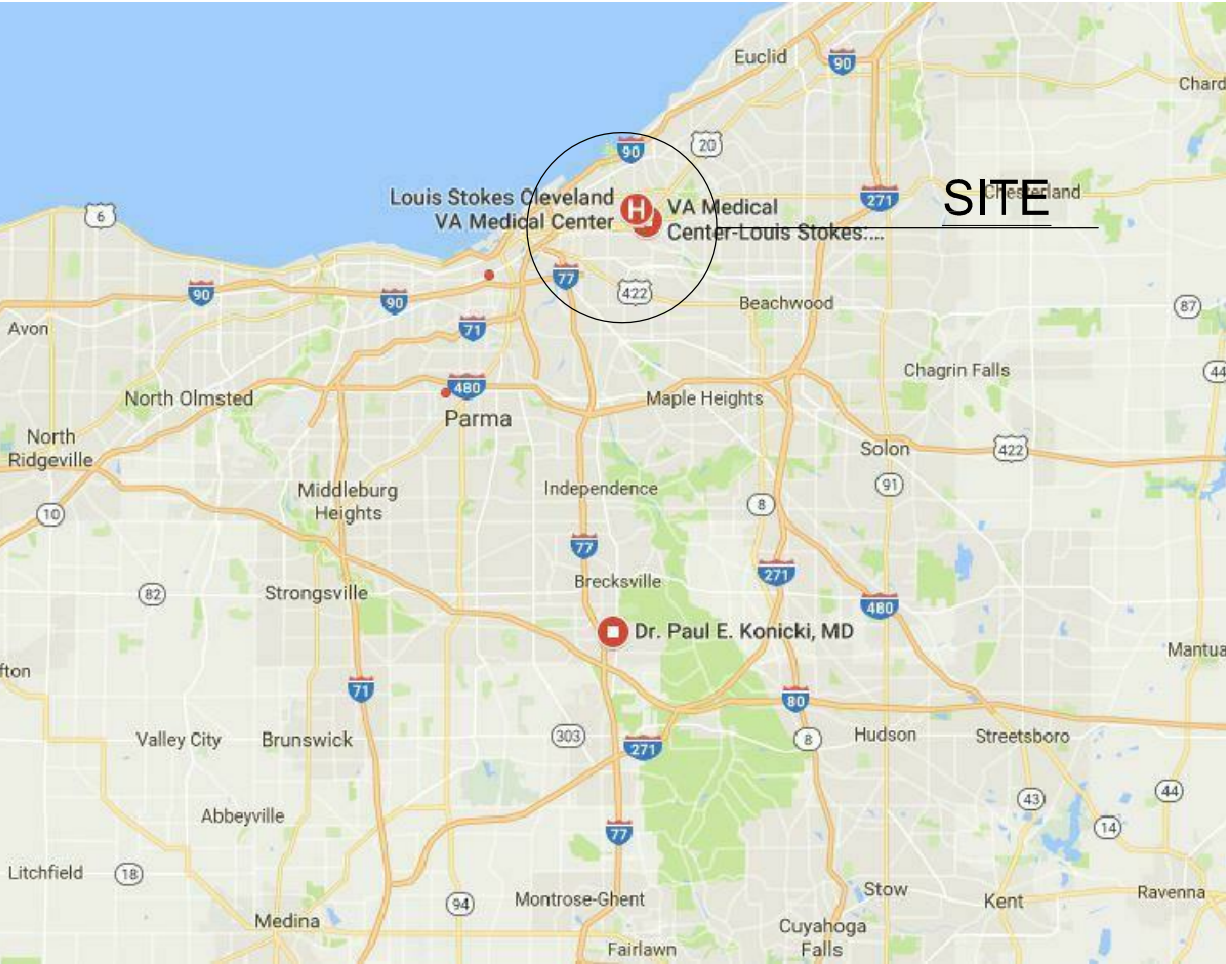 Euclid
90
Chard
20
90
Louis Stokes Cleveland
VA Medical Center
H
VA Medical
Center-Louis Stokes:....
271
SITE
Chesterland
6
77
422
90
90
Beachwood
87
Avon
71
Chagrin Falls
44
480
North Olmsted
Maple Heights
Parma
North
Ridgeville
Solon
422
91
Middleburg
Heights
Independence
8
10
77
271
Brecksville
82
Strongsville
480
Dr. Paul E. Konicki, MD
Mantua
fton
71
80
Valley City
Brunswick
303
271
8
Hudson
Streetsboro
44
43
Abbeyville
14
77
Litchfield
18
94
Montrose-Ghent
Stow
Kent
Ravenna
Medina
Cuyahoga
Falls
Fairlawn